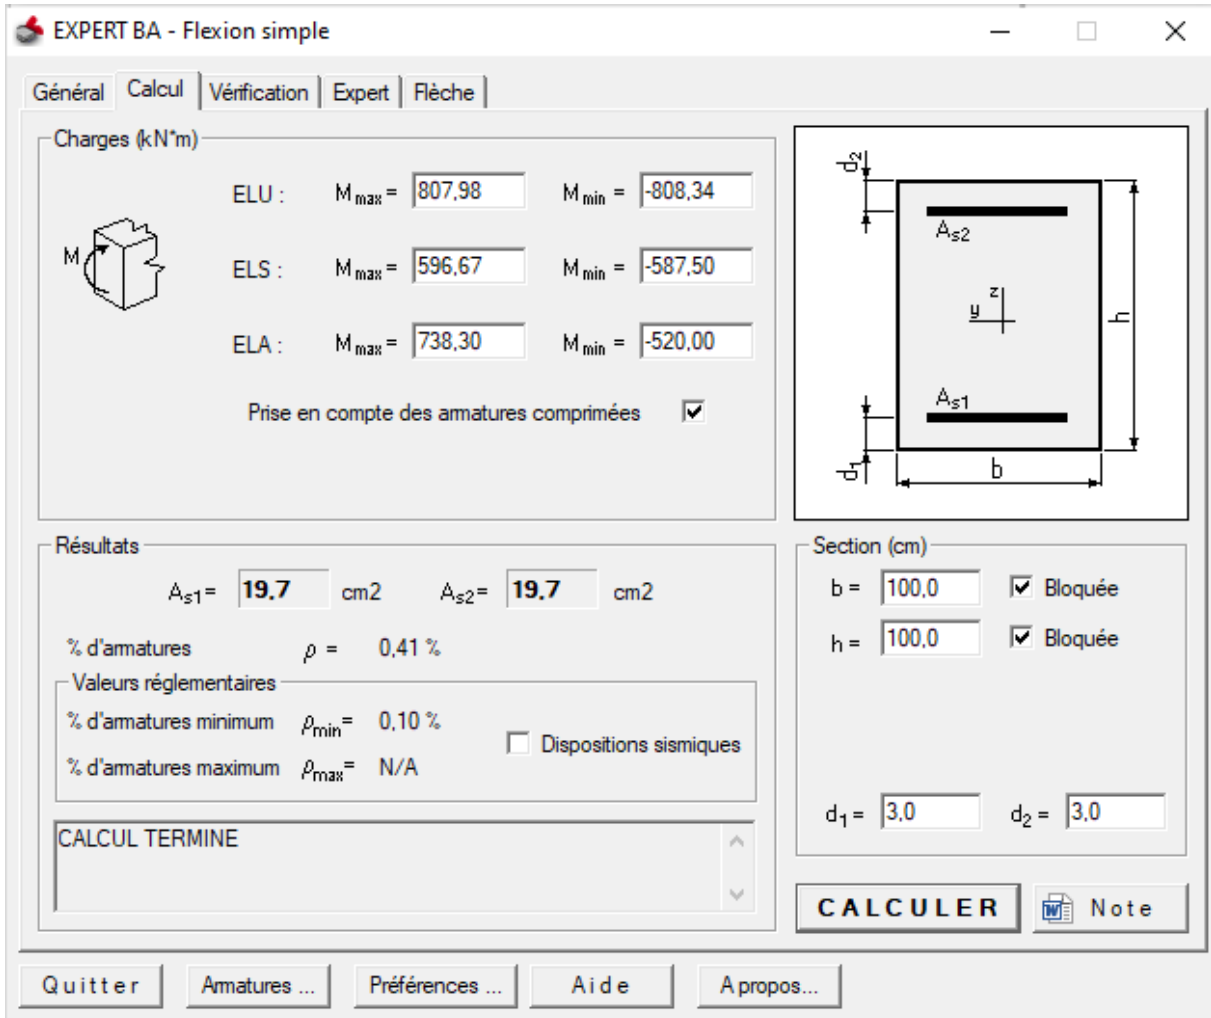 EXPERT BA - Flexion simple
Général Calcul Vérification Expert Flèche
Charges (kN*m)
M
ELU : M max = 807,98 M min = -808,34
ELS : M max = 596,67 M min = -587,50
ELA : M max = 738,30 M min = -520,00
Prise en compte des armatures comprimées
d2
As2
z
y
h
As1
d1
b
Résultats
As1= 19,7 cm2 As2= 19,7 cm2
% d'armatures ρ = 0,41 %
Valeurs réglementaires
% d'armatures minimum ρmin= 0,10 %
Dispositions sismiques
% d'armatures maximum ρmax= N/A
CALCUL TERMINE
Section (cm)
b = 100,0 Bloquée
h = 100,0 Bloquée
d1 = 3,0 d2 = 3,0
CALCULER Note
Quitter Armatures ... Préférences ... Aide A propos...